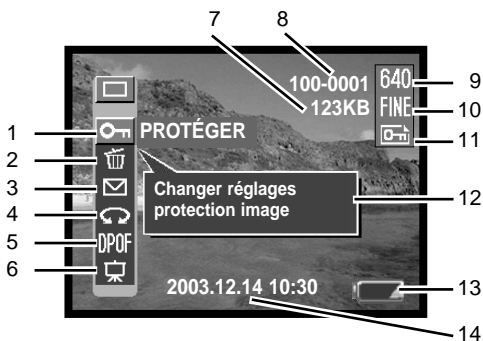 7
8
100-0001
640
9
123KB
FINE
10
11
1
PROTÉGER
2
3
Changer réglages
protection image
12
4
5
DPOF
6
2003.12.14 10:30
13
14